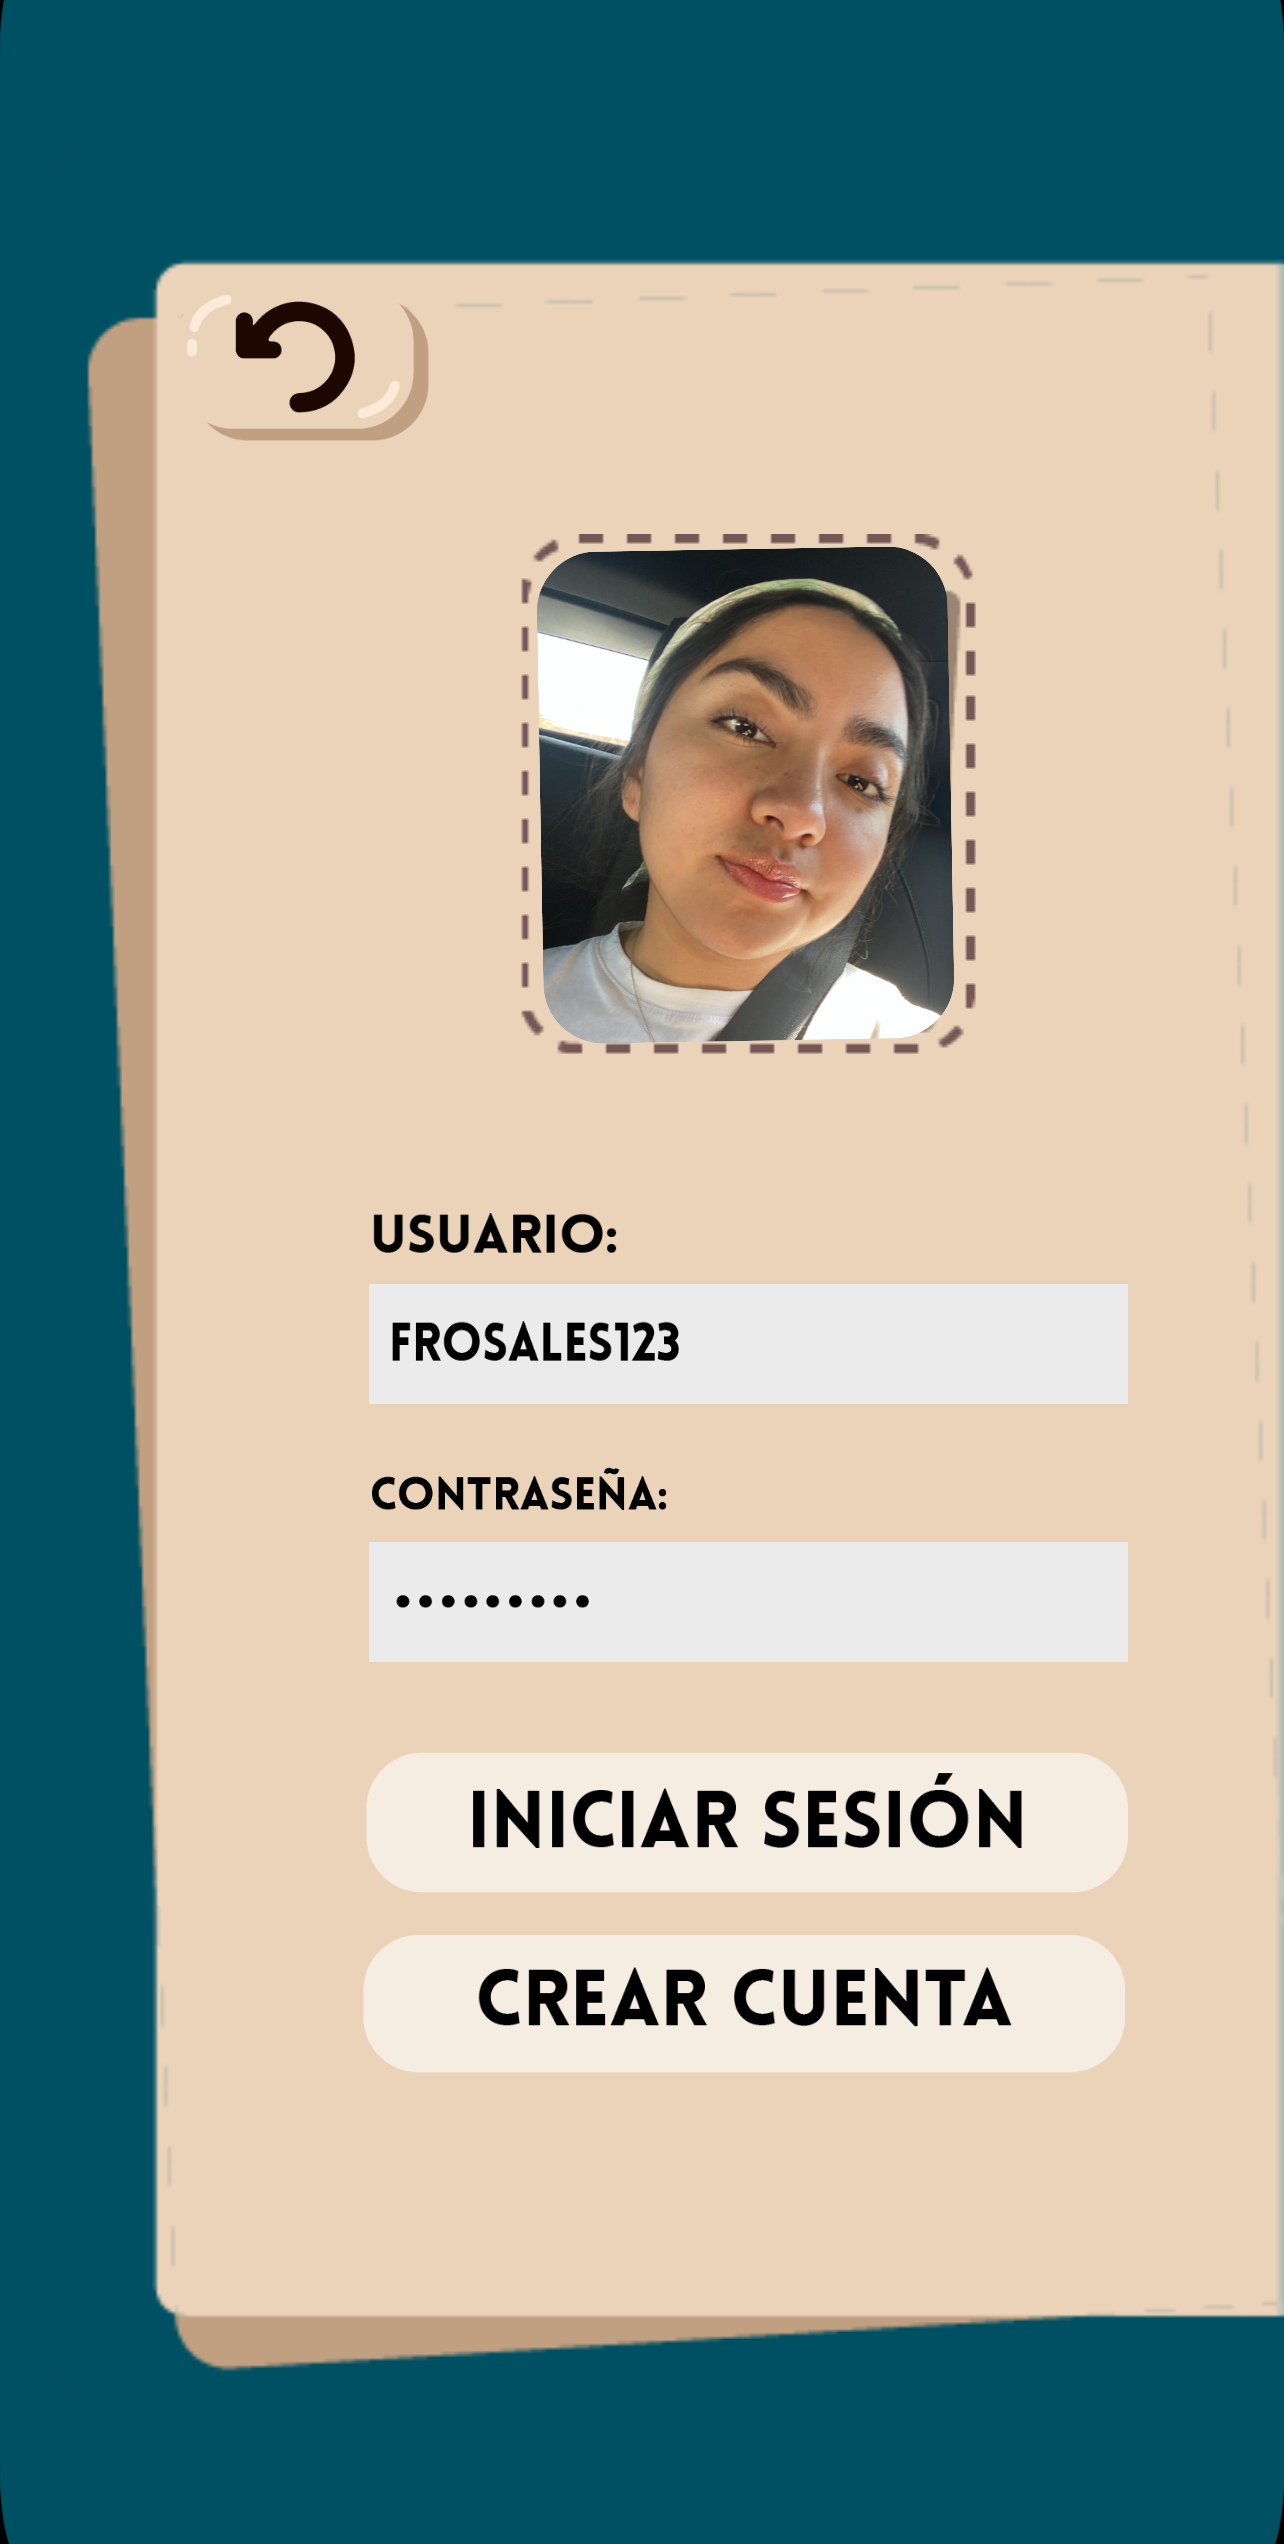 USUARIO:
FROSALES123
CONTRASEÑA:
•••••••••
INICIAR SESIÓN
CREAR CUENTA